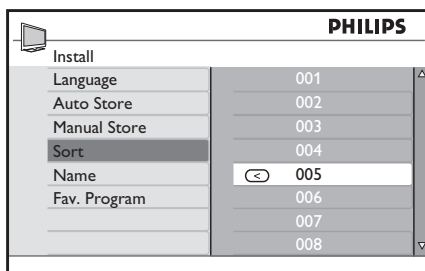 PHILIPS
Install
Language
Auto Store
Manual Store
Sort
Name
Fav. Program
001
002
003
004
< 005
006
007
008